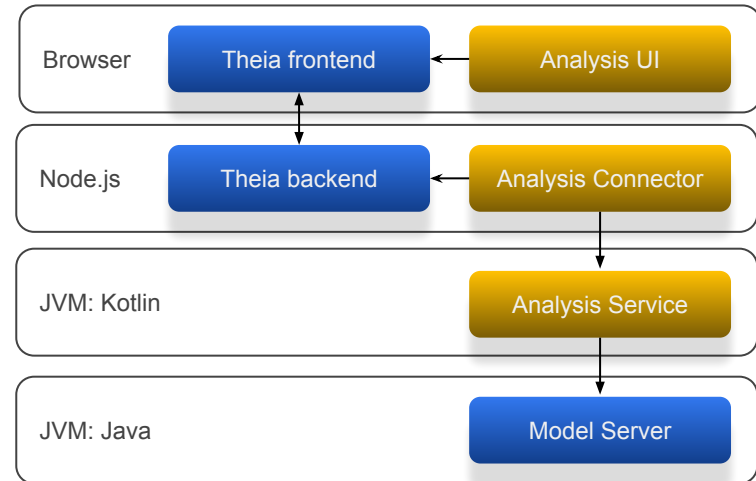 Browser
Theia frontend
Analysis UI
Node.js
Theia backend
Analysis Connector
JVM: Kotlin
Analysis Service
JVM: Java
Model Server